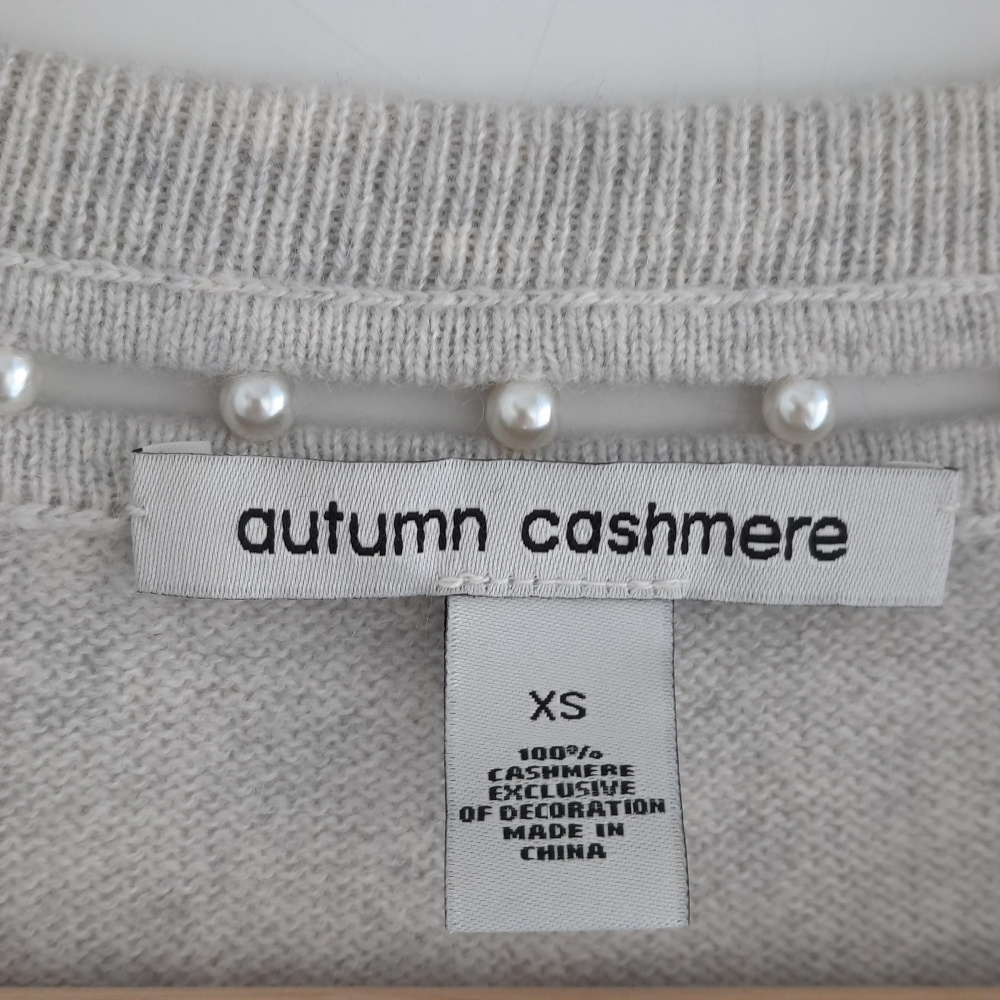 autumn cashmere
XS
100%
CASHMERE
EXCLUSIVE
OF DECORATION
MADE IN
CHINA